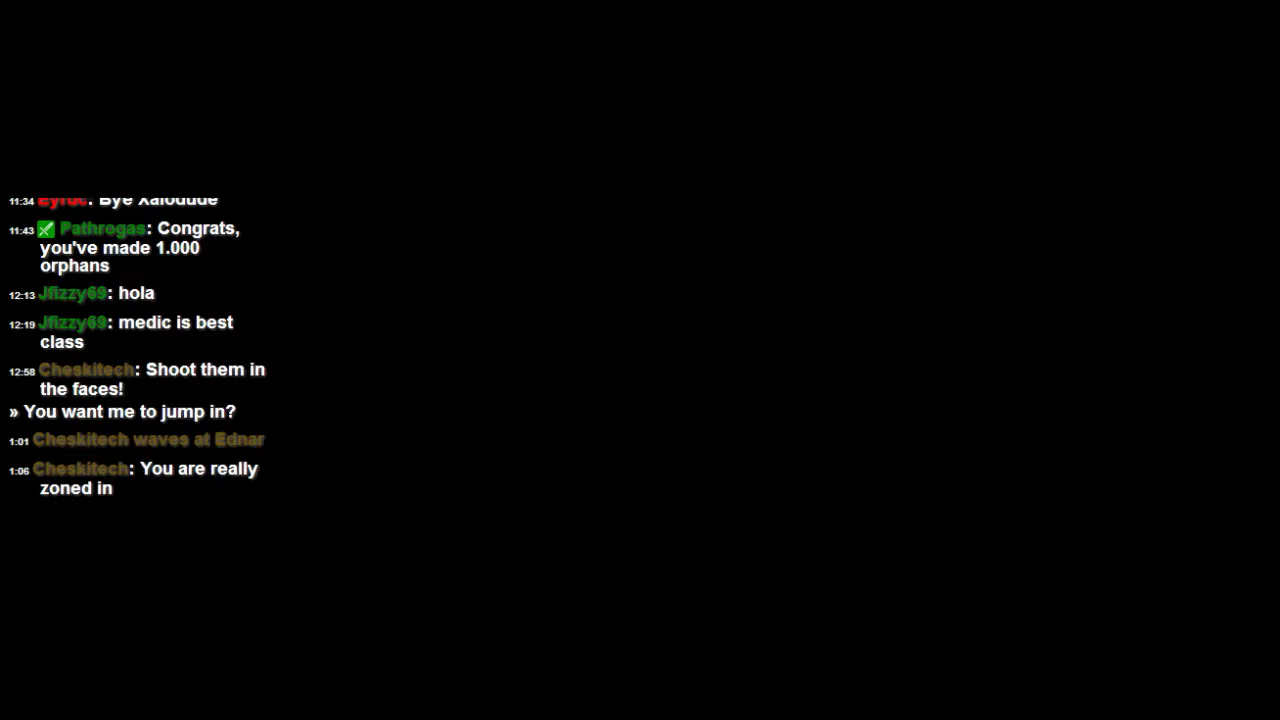 11:34 Eyruc: Bye Xaloudude
11:43 Pathrogas: Congrats,
you've made 1.000
orphans
12:13 Jfizzy69: hola
12:19 Jfizzy69: medic is best
class
12:58 Cheskitech: Shoot them in
the faces!
» You want me to jump in?
1:01 Cheskitech waves at Ednar
1:06 Cheskitech: You are really
zoned in